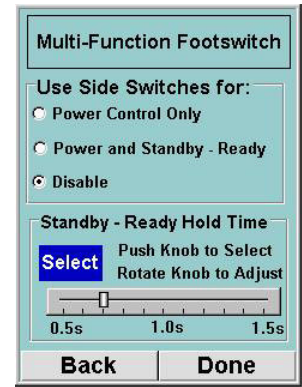 Multi-Function Footswitch
Use Side Switches for:
Power Control Only
Power and Standby - Ready
Disable
Standby - Ready Hold Time
Select
Push Knob to Select
Rotate Knob to Adjust
0.5s 1.0s 1.5s
Back Done